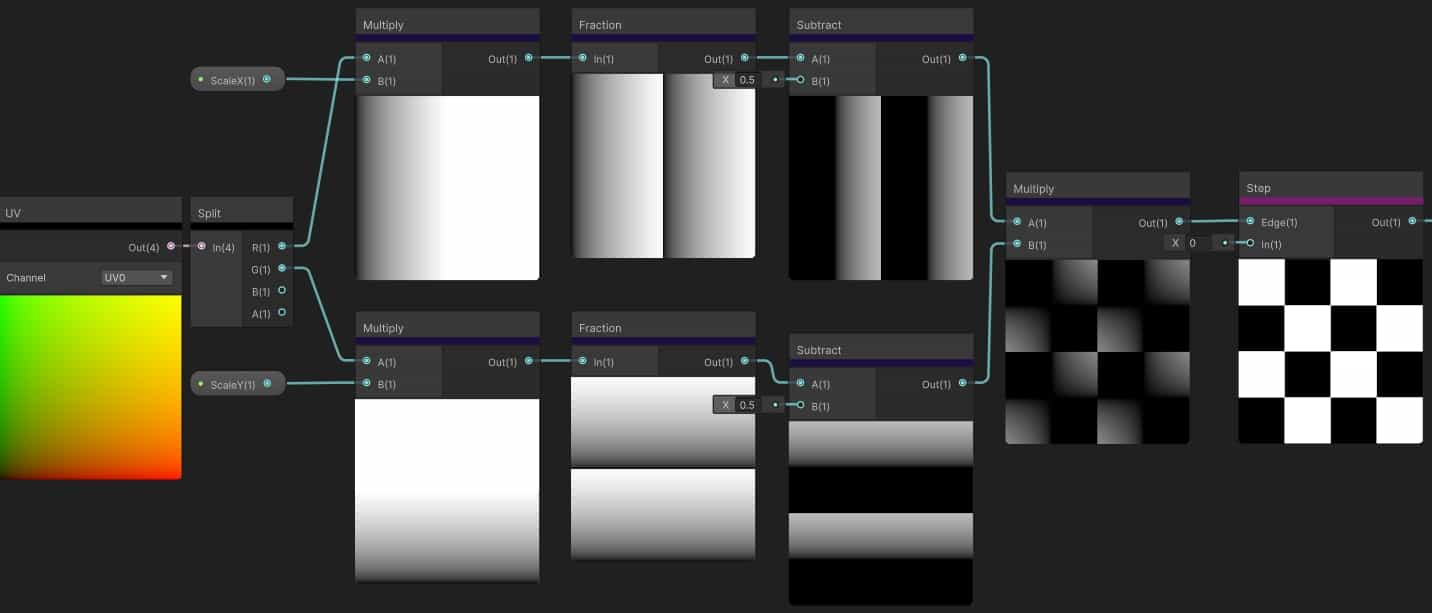 UV
Out(4)
Channel
UV0
Split
In(4)
R(1)
G(1)
B(1)
A(1)
ScaleX(1)
ScaleY(1)
Multiply
A(1)
Out(1)
B(1)
Fraction
In(1)
Out(1)
Subtract
A(1)
Out(1)
X 0.5
B(1)
Multiply
A(1)
Out(1)
B(1)
Fraction
In(1)
Out(1)
Subtract
A(1)
Out(1)
X 0.5
B(1)
Multiply
A(1)
Out(1)
B(1)
Step
Edge(1)
Out(1)
X 0
In(1)